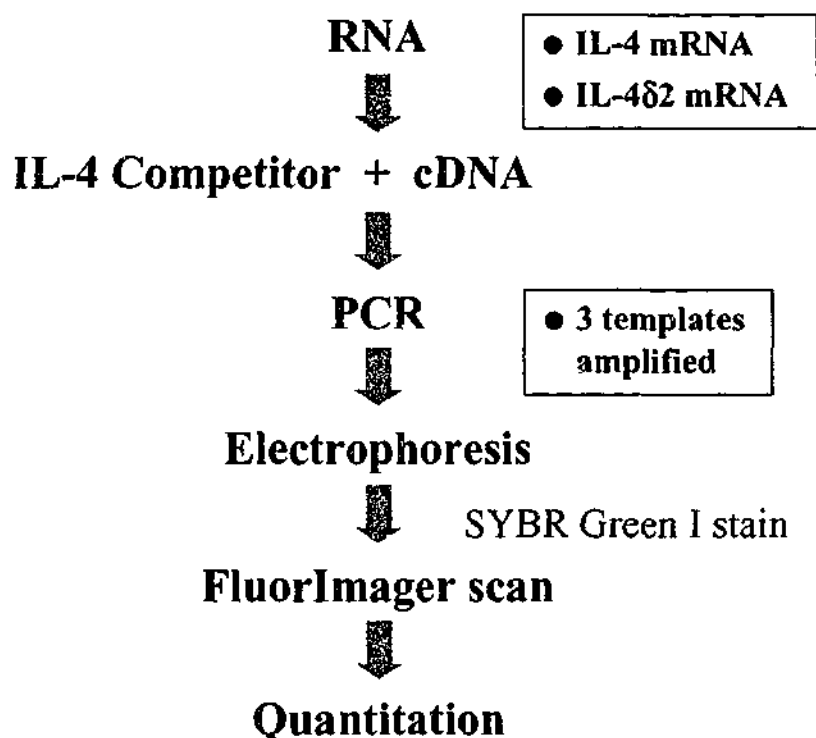 RNA
● IL-4 mRNA
● IL-4δ2 mRNA
IL-4 Competitor + cDNA
PCR
● 3 templates
amplified
Electrophoresis
SYBR Green I stain
FluorImager scan
Quantitation